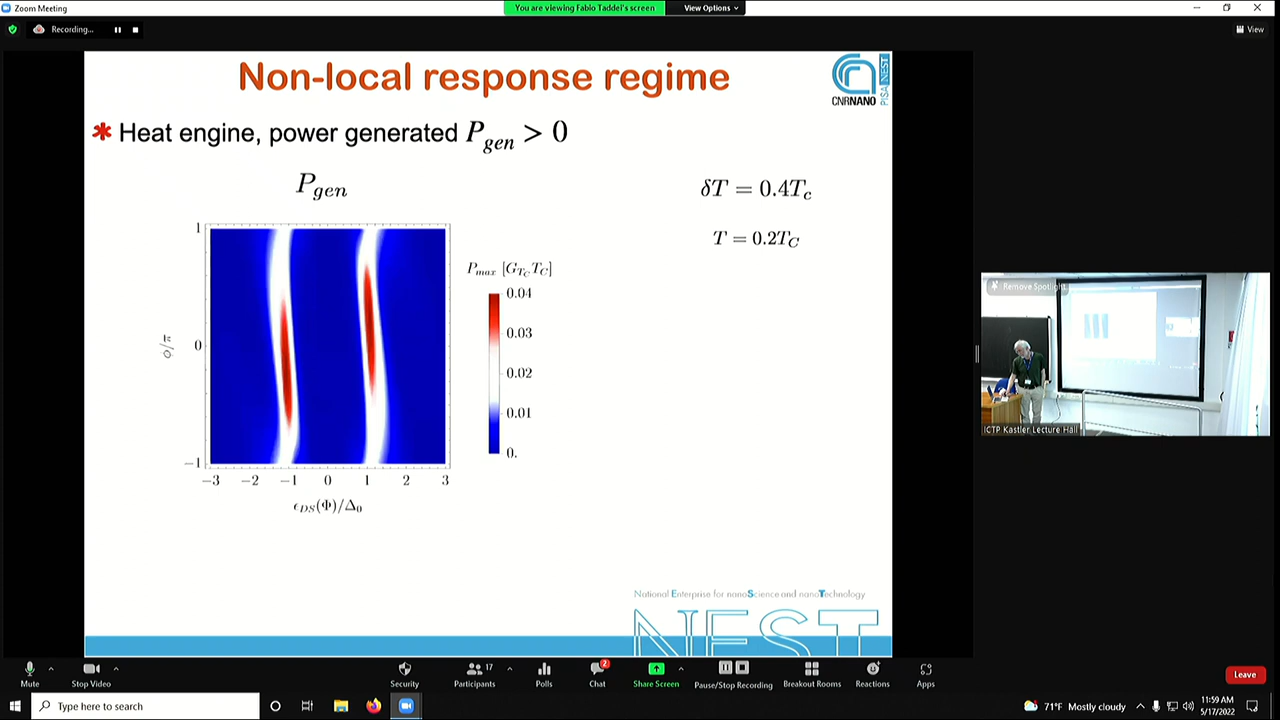 Zoom Meeting
You are viewing Fabio Taddei's screen
View Options
Recording...
View
Non-local response regime
CNRNANO
PISA NEST
* Heat engine, power generated P_gen > 0
P_gen
δT = 0.4T_c
T = 0.2T_C
P_max [G_{T_C} T_C]
0.04
0.03
0.02
0.01
0.
1
0
−1
ϕ/π
−3 −2 −1 0 1 2 3
ϵ_DS(Φ)/Δ_0
Remove Spotlight
ICTP Kastler Lecture Hall
National Enterprise for nanoScience and nanoTechnology
NEST
Mute
Stop Video
Security
17
Participants
Polls
2
Chat
Share Screen
Pause/Stop Recording
Breakout Rooms
Reactions
Apps
Leave
Type here to search
71°F Mostly cloudy
11:59 AM
5/17/2022